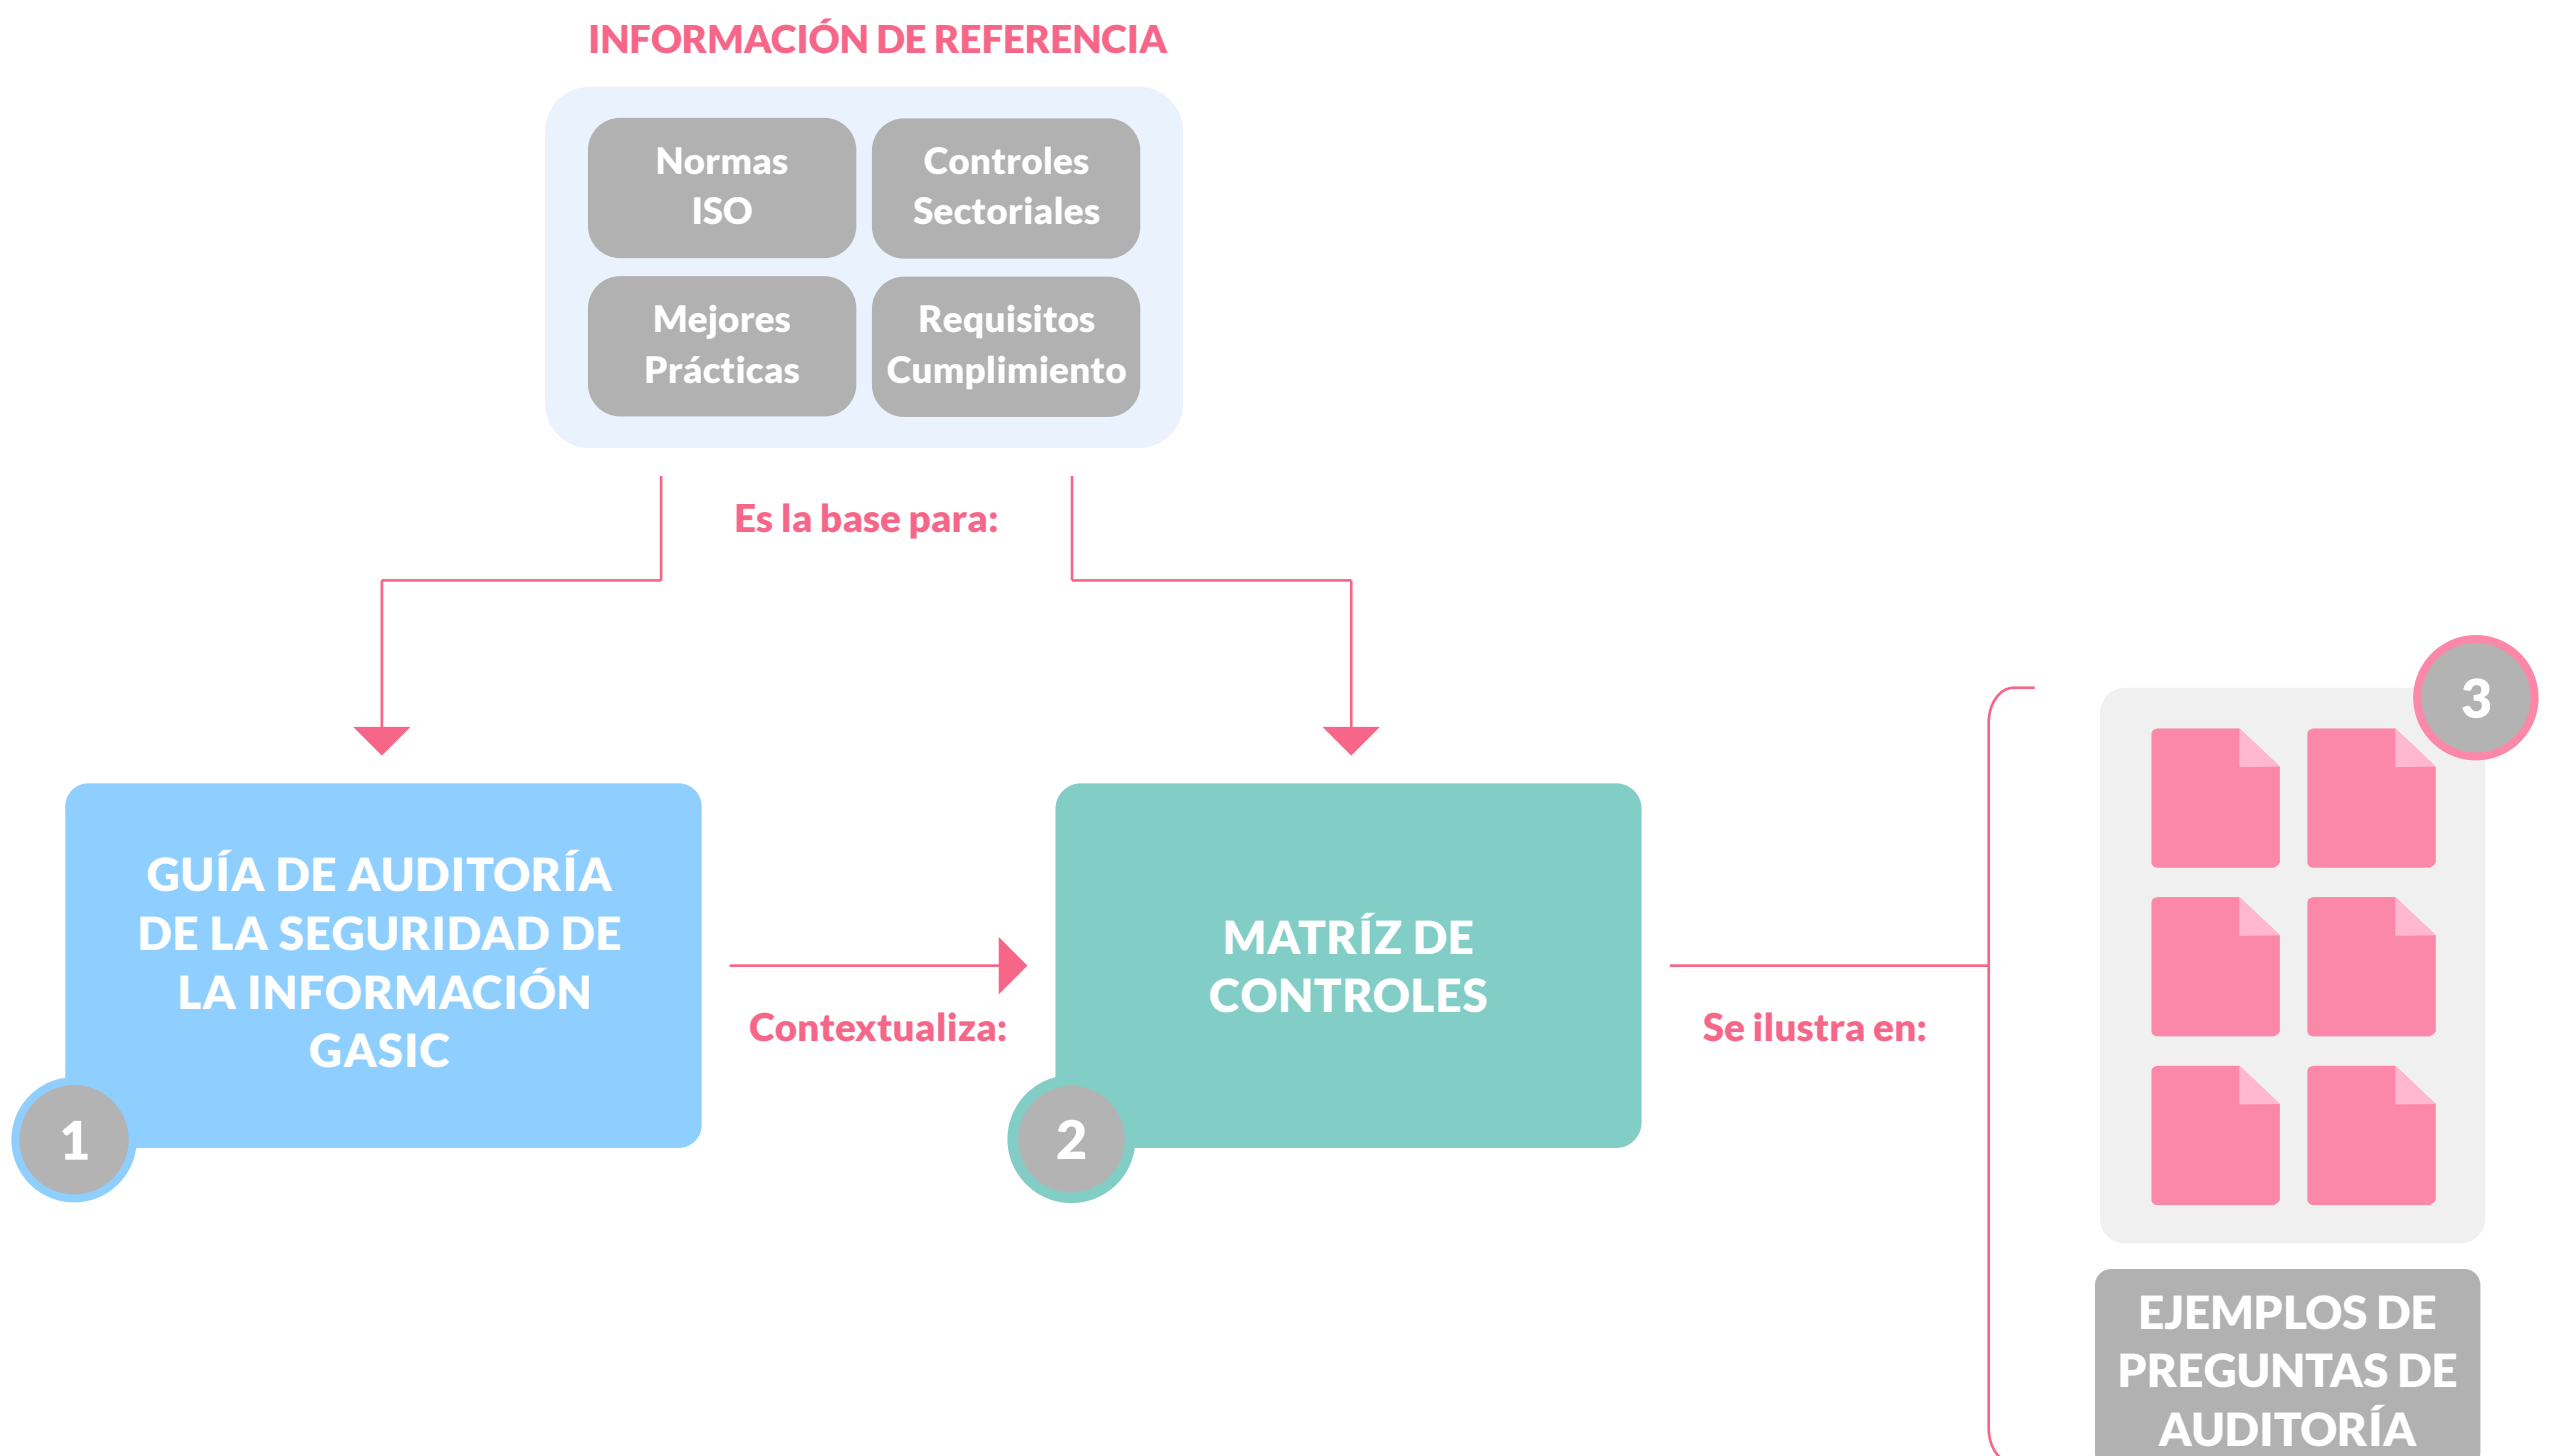 INFORMACIÓN DE REFERENCIA
Normas
ISO
Controles
Sectoriales
Mejores
Prácticas
Requisitos
Cumplimiento
Es la base para:
GUÍA DE AUDITORÍA
DE LA SEGURIDAD DE
LA INFORMACIÓN
GASIC
1
Contextualiza:
MATRÍZ DE
CONTROLES
2
Se ilustra en:
3
EJEMPLOS DE
PREGUNTAS DE
AUDITORÍA